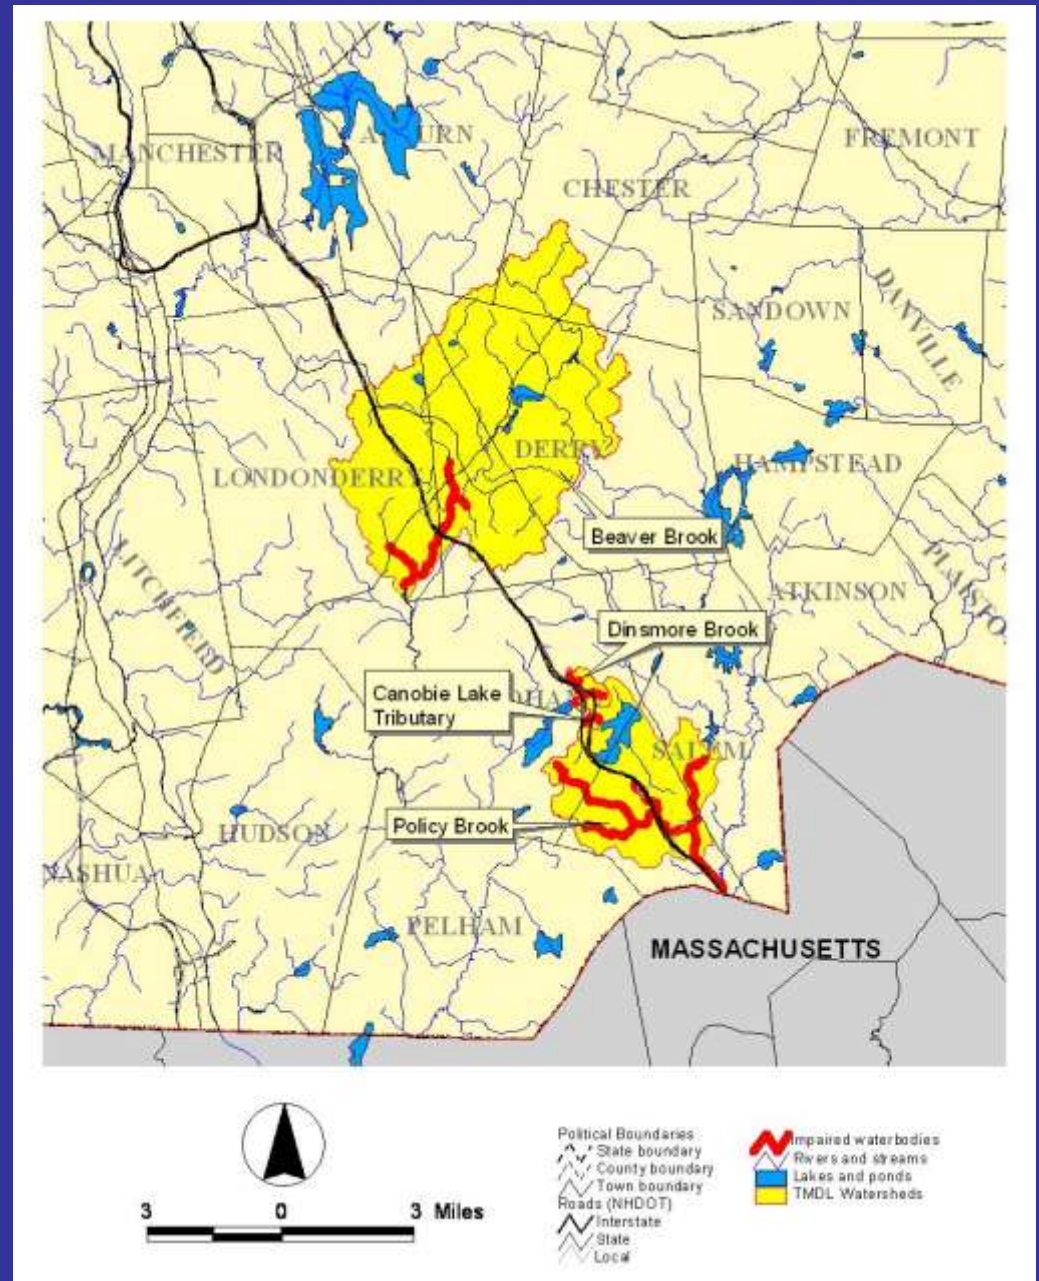 MANCHESTER
FREMONT
CHESTER
SANDOWN
DANVILLE
DERRY
LONDONDERRY
HAMPSTEAD
Beaver Brook
ATKINSON
Dinsmore Brook
Canobie Lake
Tributary
SALEM
Policy Brook
HUDSON
NASHUA
PELHAM
MASSACHUSETTS
3 0 3 Miles
Political Boundaries
State boundary
County boundary
Town boundary
Roads (NHDOT)
Interstate
State
Local
Impaired waterbodies
Rivers and streams
Lakes and ponds
TMDL Watersheds